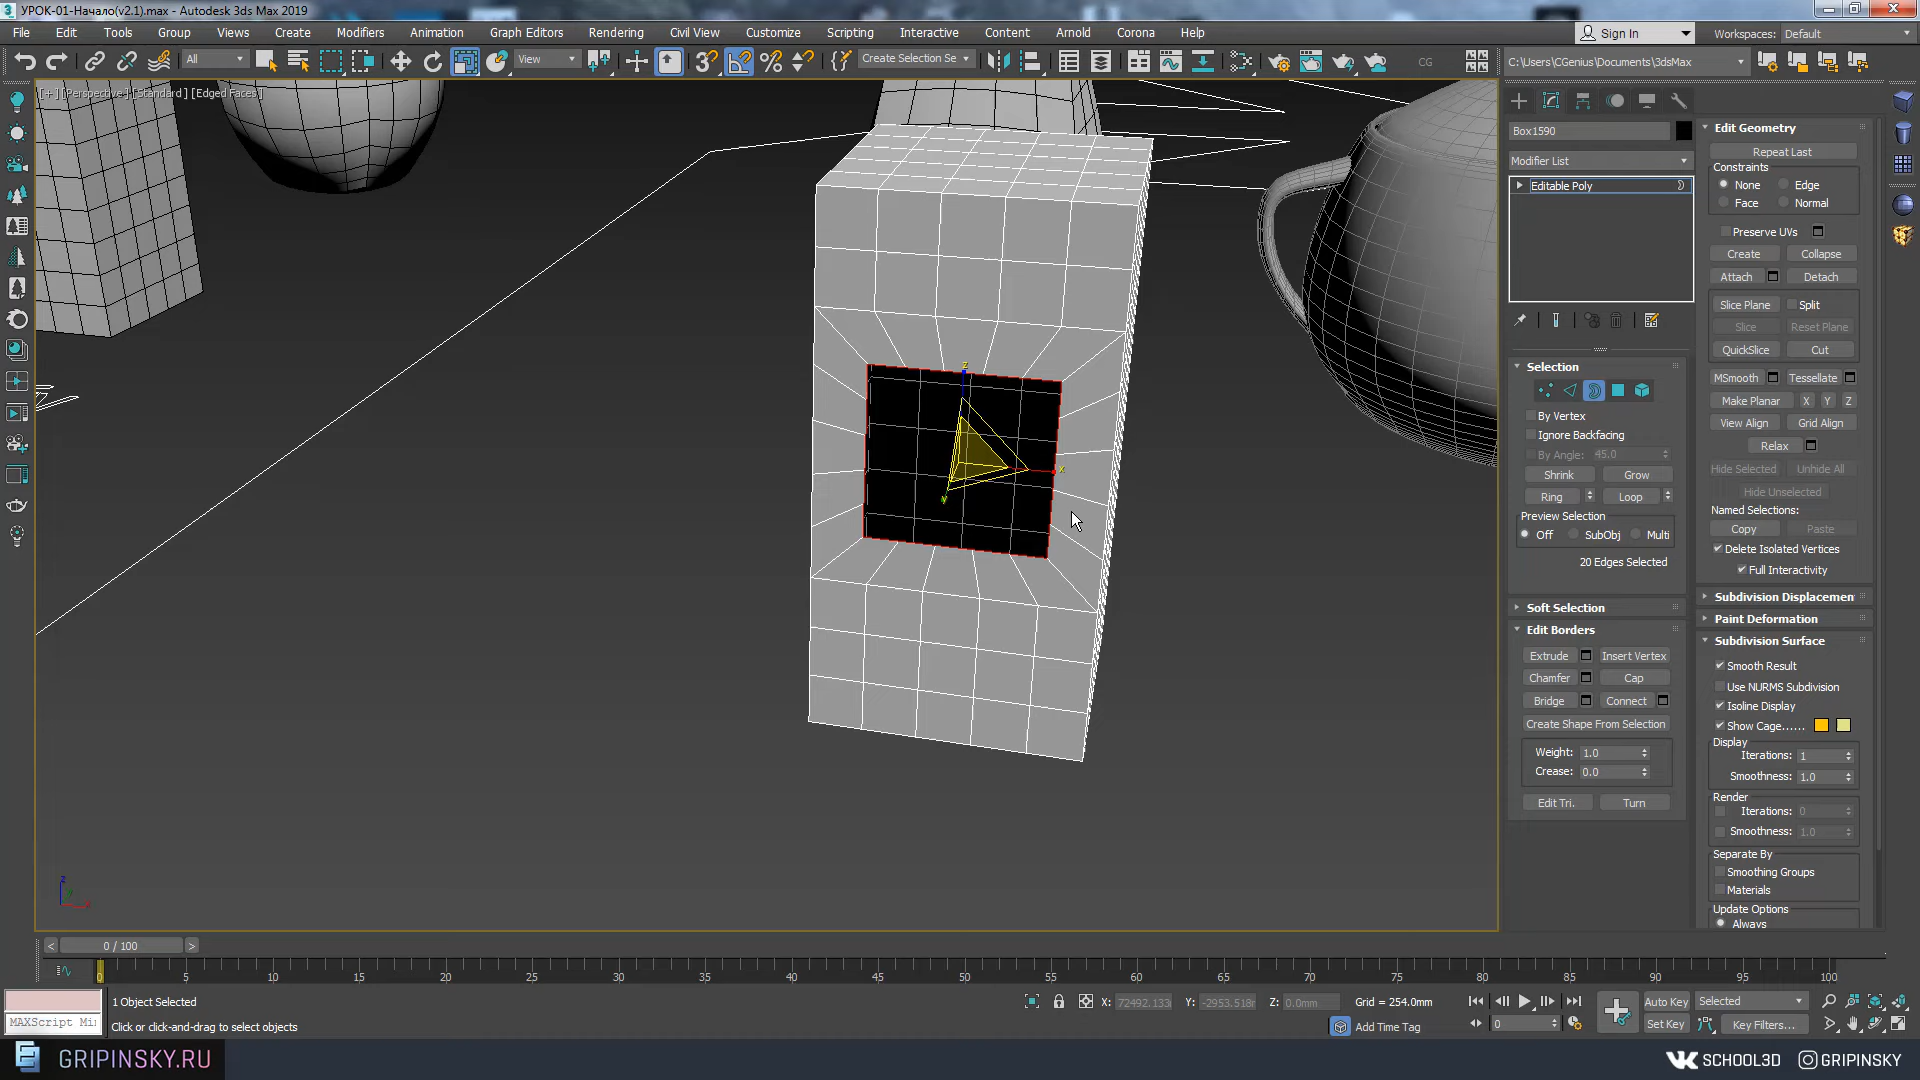 УРОК-01-Начало(v2.1).max - Autodesk 3ds Max 2019
File Edit Tools Group Views Create Modifiers Animation Graph Editors Rendering Civil View Customize Scripting Interactive Content Arnold Corona Help
Sign In
Workspaces: Default
All
View
Create Selection Se
CG
C:\Users\CGenius\Documents\3dsMax
[+] [Perspective] [Standard] [Edged Faces]
z
x
y
Box1590
Modifier List
Editable Poly
Selection
By Vertex
Ignore Backfacing
By Angle: 45.0
Shrink Grow
Ring Loop
Preview Selection
Off SubObj Multi
20 Edges Selected
Soft Selection
Edit Borders
Extrude Insert Vertex
Chamfer Cap
Bridge Connect
Create Shape From Selection
Weight: 1.0
Crease: 0.0
Edit Tri. Turn
Edit Geometry
Repeat Last
Constraints
None Edge
Face Normal
Preserve UVs
Create Collapse
Attach Detach
Slice Plane Split
Slice Reset Plane
QuickSlice Cut
MSmooth Tessellate
Make Planar X Y Z
View Align Grid Align
Relax
Hide Selected Unhide All
Hide Unselected
Named Selections:
Copy Paste
Delete Isolated Vertices
Full Interactivity
Subdivision Displacemen
Paint Deformation
Subdivision Surface
Smooth Result
Use NURMS Subdivision
Isoline Display
Show Cage......
Display
Iterations: 1
Smoothness: 1.0
Render
Iterations: 0
Smoothness: 1.0
Separate By
Smoothing Groups
Materials
Update Options
Always
< 0 / 100 >
0 5 10 15 20 25 30 35 40 45 50 55 60 65 70 75 80 85 90 95 100
1 Object Selected
X: 72492.133 Y: -2953.518 Z: 0.0mm Grid = 254.0mm
MAXScript Mi
Click or click-and-drag to select objects
Add Time Tag
0
Auto Key Selected
Set Key Key Filters...
GRIPINSKY.RU
SCHOOL3D GRIPINSKY